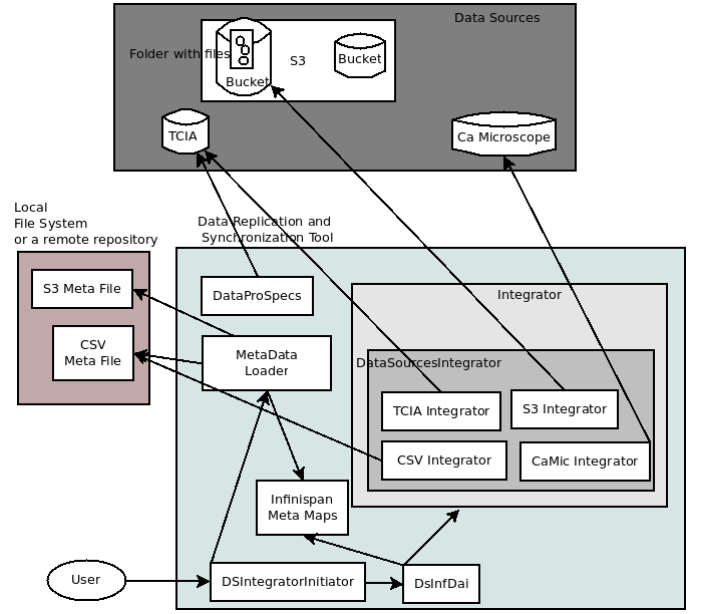 Data Sources
Folder with files
S3
Bucket
Bucket
TCIA
Ca Microscope
Local
File System
or a remote repository
Data Replication and
Synchronization Tool
S3 Meta File
DataProSpecs
Integrator
CSV
Meta File
MetaData
Loader
DataSourcesIntegrator
TCIA Integrator
S3 Integrator
CSV Integrator
CaMic Integrator
Infinispan
Meta Maps
User
DSIntegratorInitiator
DsInfDai